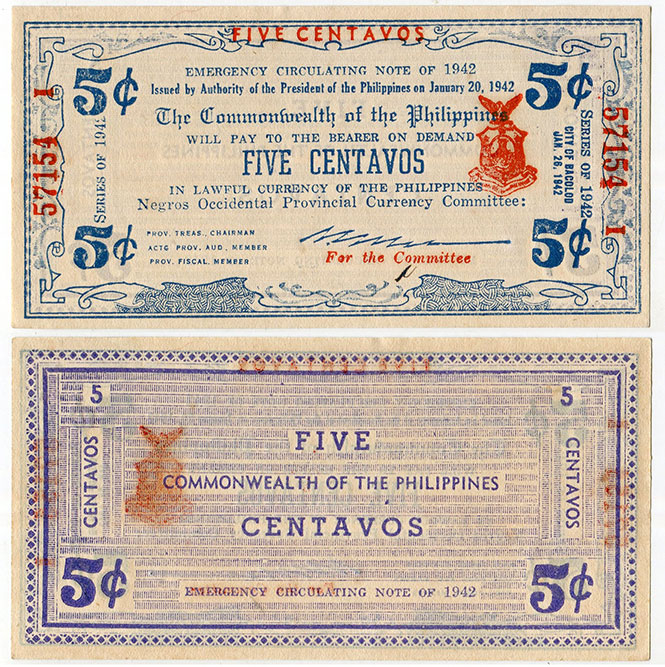 FIVE CENTAVOS
5¢ 5¢
EMERGENCY CIRCULATING NOTE OF 1942
Issued by Authority of the President of the Philippines on January 20, 1942
The Commonwealth of the Philippines
WILL PAY TO THE BEARER ON DEMAND
FIVE CENTAVOS
IN LAWFUL CURRENCY OF THE PHILIPPINES
Negros Occidental Provincial Currency Committee:
57154 I
SERIES OF 1942
SERIES OF 1942
CITY OF BACOLOD
JAN. 26, 1942
57154 I
PROV. TREAS., CHAIRMAN
ACTG PROV. AUD., MEMBER
PROV. FISCAL, MEMBER
For the Committee
5¢ 5¢
FIVE CENTAVOS
5 5
CENTAVOS
FIVE
COMMONWEALTH OF THE PHILIPPINES
CENTAVOS
CENTAVOS
5¢ 5¢
EMERGENCY CIRCULATING NOTE OF 1942